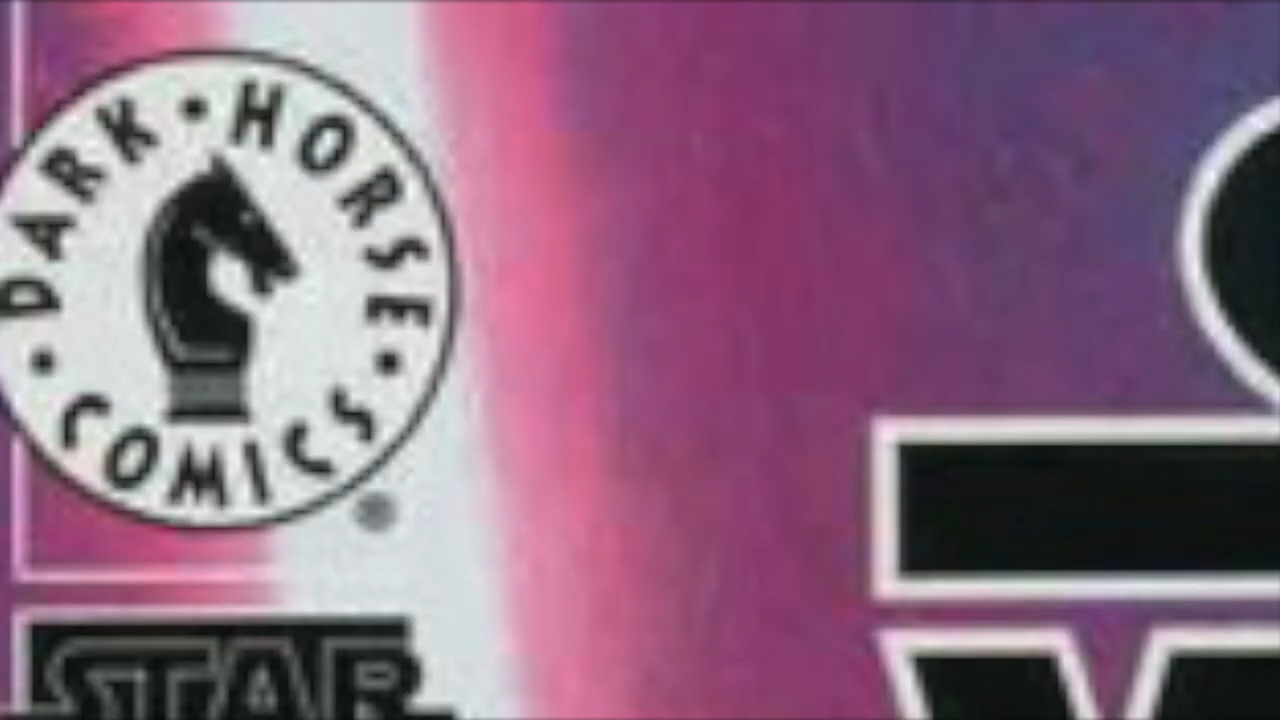 DARK • HORSE
• COMICS •
®
STAR